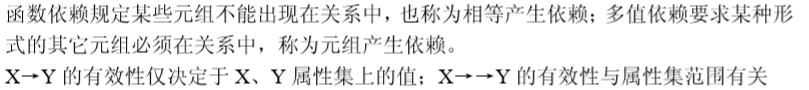 函数依赖规定某些元组不能出现在关系中，也称为相等产生依赖；多值依赖要求某种形
式的其它元组必须在关系中，称为元组产生依赖。
X→Y 的有效性仅决定于 X、Y 属性集上的值；X→→Y 的有效性与属性集范围有关